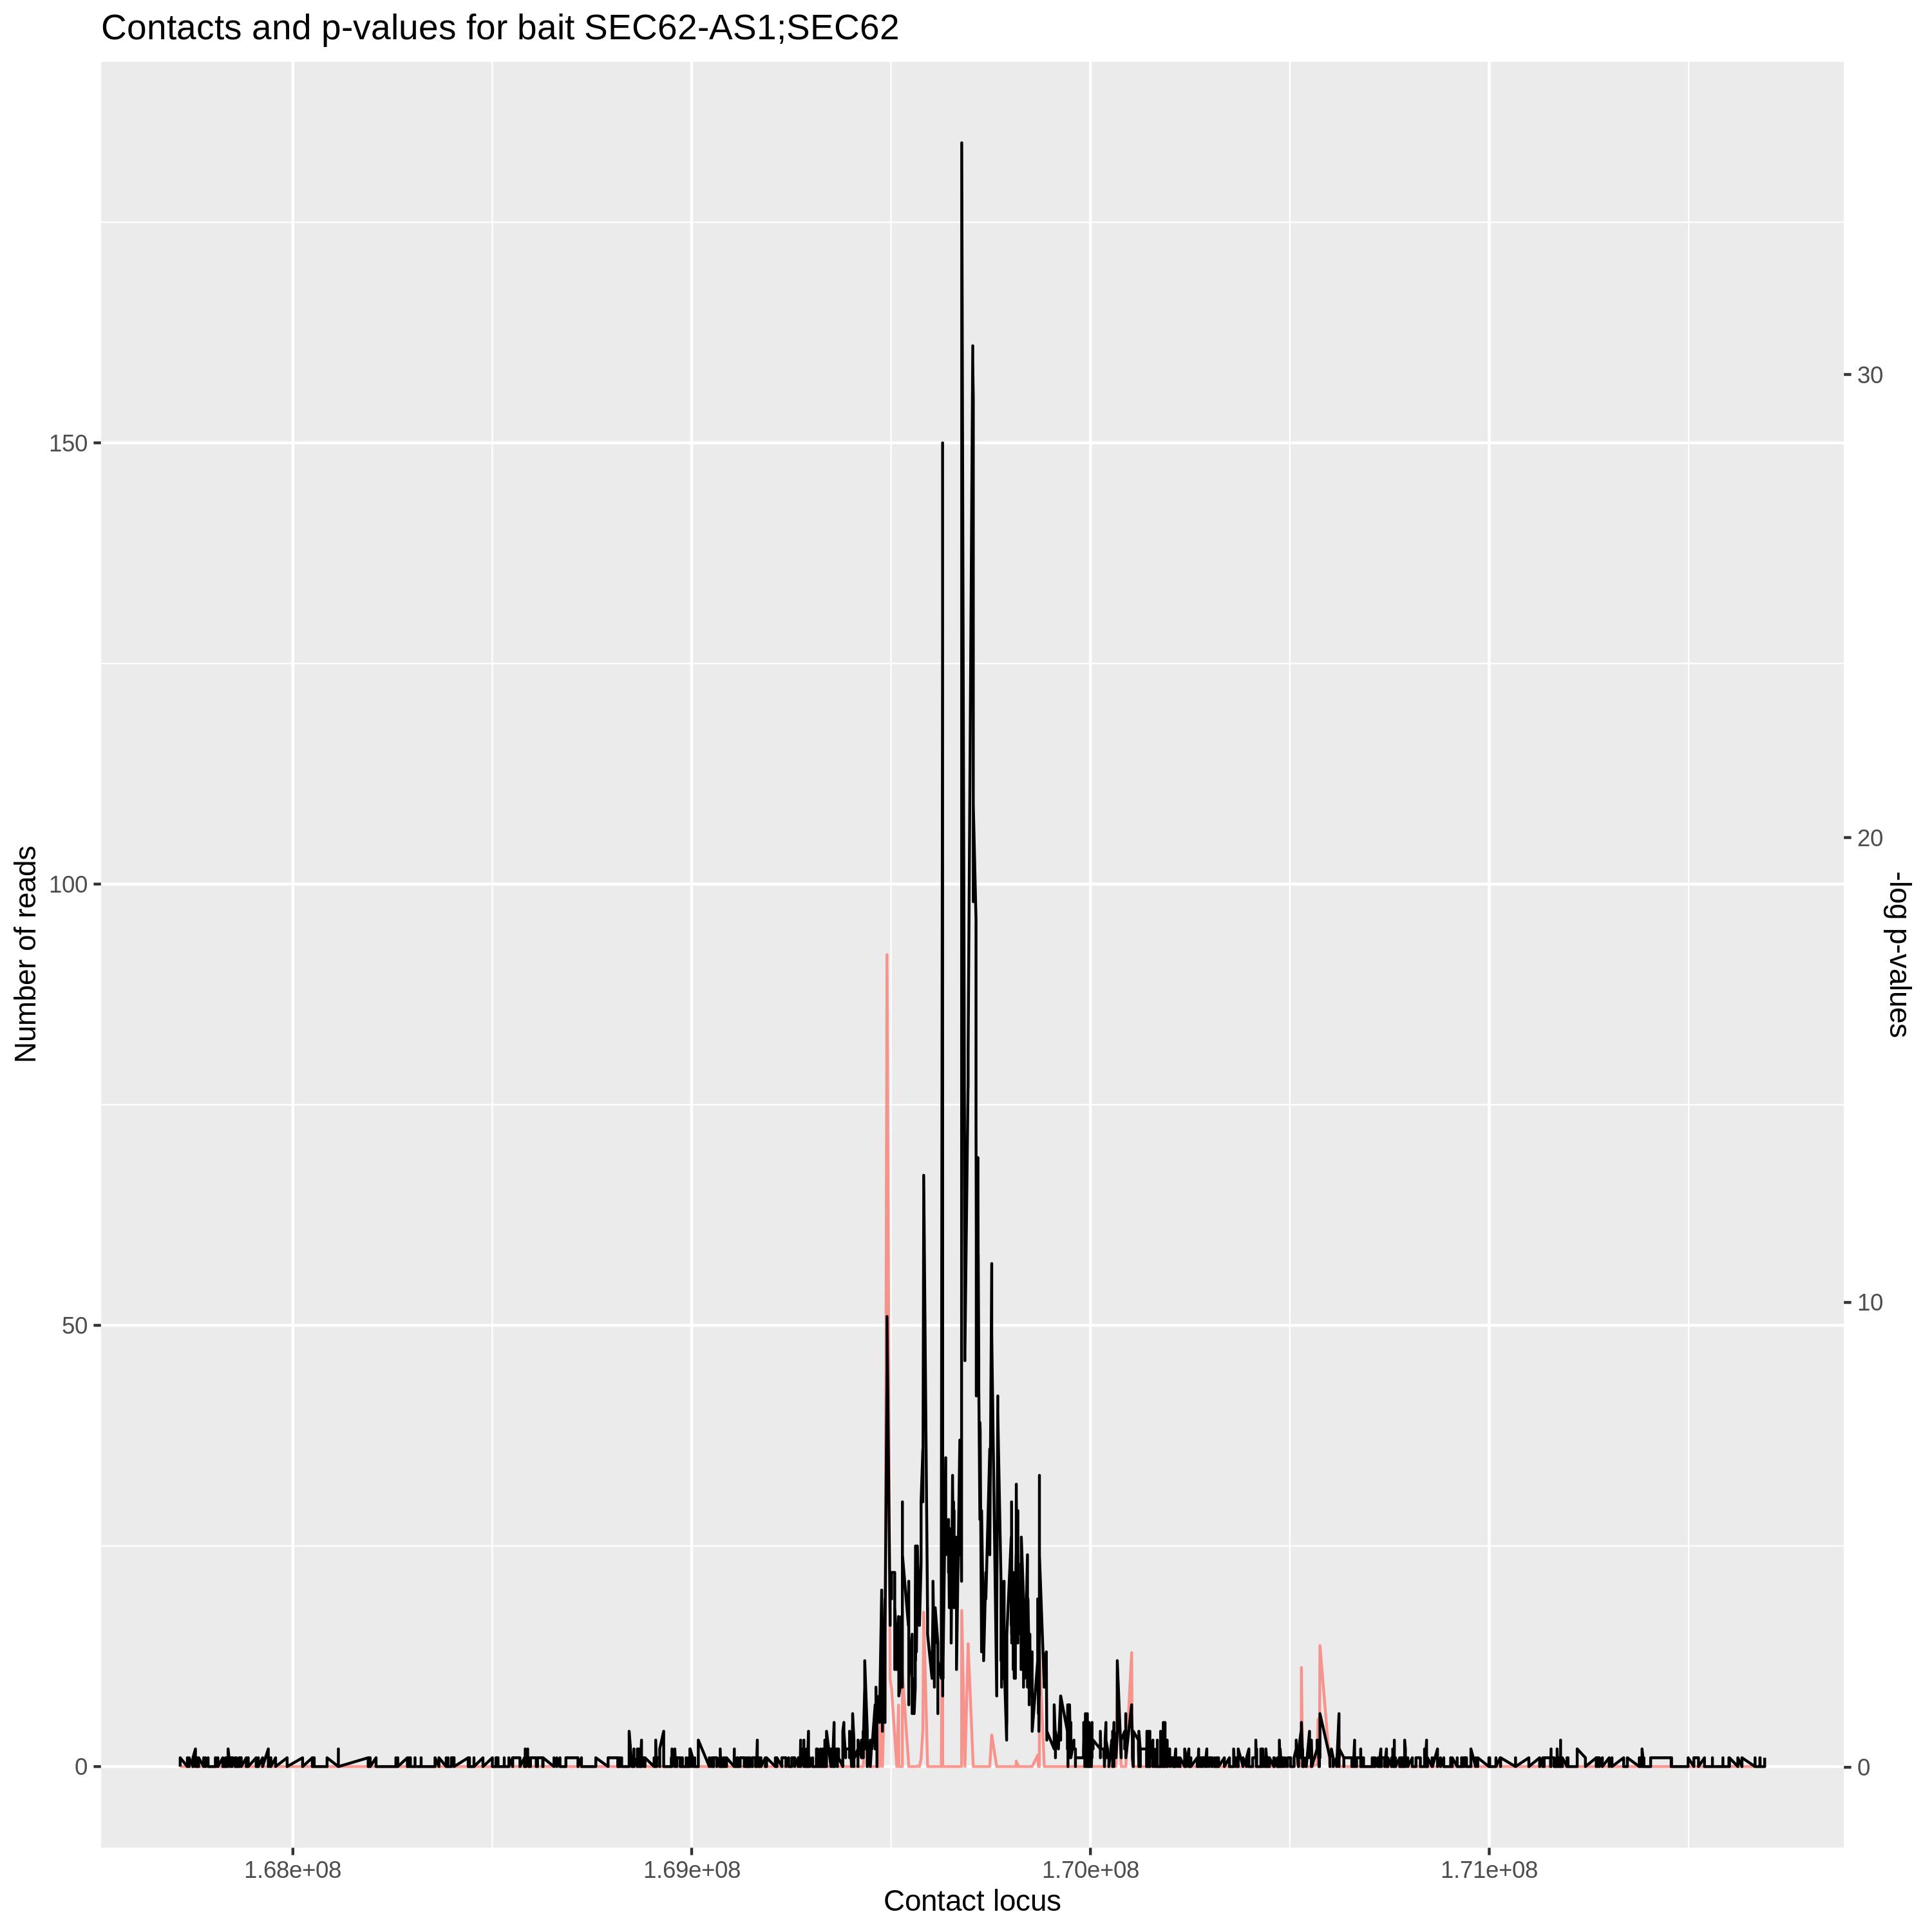 Contacts and p-values for bait SEC62-AS1;SEC62
Number of reads
150
100
50
0
30
20
10
0
-log p-values
1.68e+08
1.69e+08
1.70e+08
1.71e+08
Contact locus